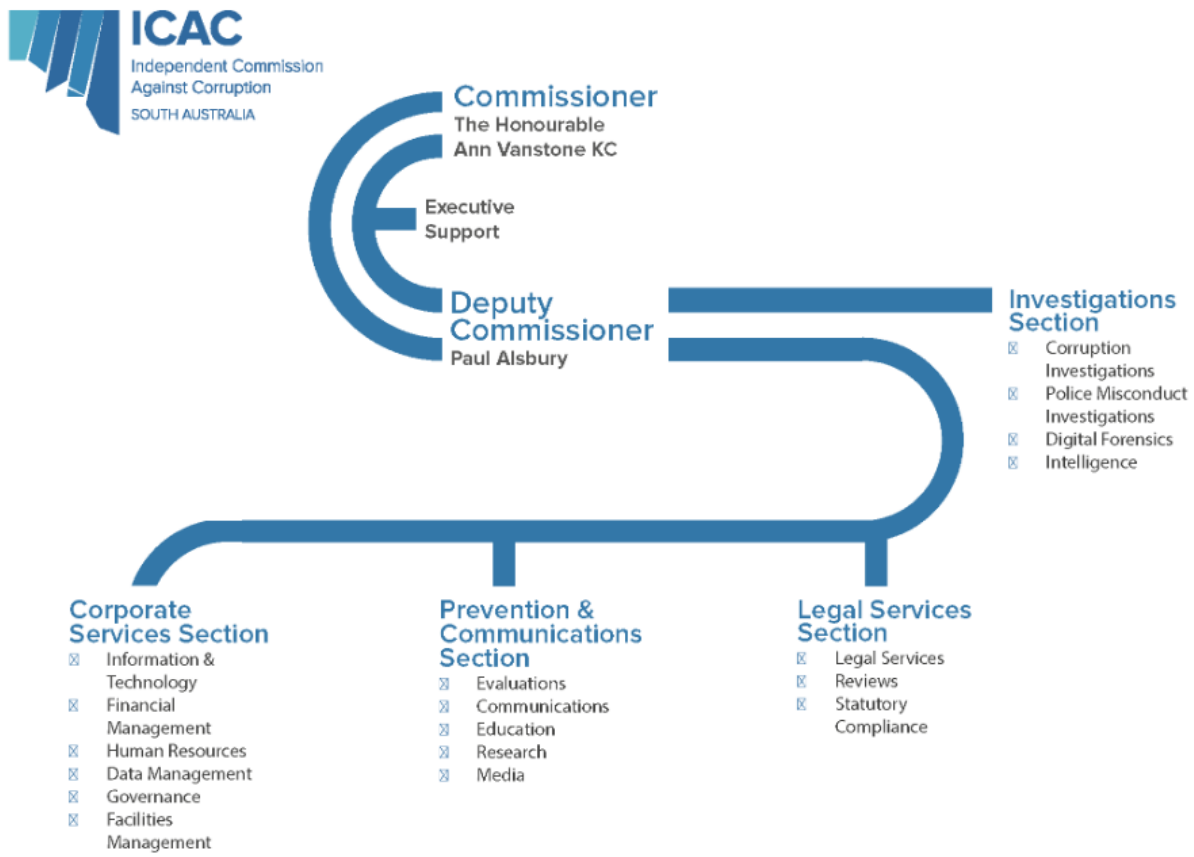 ICAC
Independent Commission
Against Corruption
SOUTH AUSTRALIA
Commissioner
The Honourable
Ann Vanstone KC
Executive
Support
Deputy
Commissioner
Paul Alsbury
Investigations
Section
Corruption
Investigations
Police Misconduct
Investigations
Digital Forensics
Intelligence
Corporate
Services Section
Information &
Technology
Financial
Management
Human Resources
Data Management
Governance
Facilities
Management
Prevention &
Communications
Section
Evaluations
Communications
Education
Research
Media
Legal Services
Section
Legal Services
Reviews
Statutory
Compliance